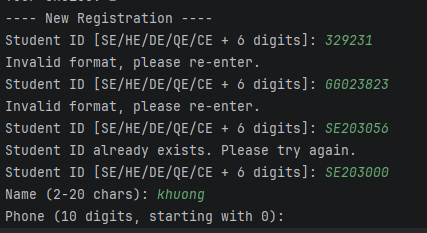 ---- New Registration ----
Student ID [SE/HE/DE/QE/CE + 6 digits]: 329231
Invalid format, please re-enter.
Student ID [SE/HE/DE/QE/CE + 6 digits]: GG023823
Invalid format, please re-enter.
Student ID [SE/HE/DE/QE/CE + 6 digits]: SE203056
Student ID already exists. Please try again.
Student ID [SE/HE/DE/QE/CE + 6 digits]: SE203000
Name (2-20 chars): khuong
Phone (10 digits, starting with 0):